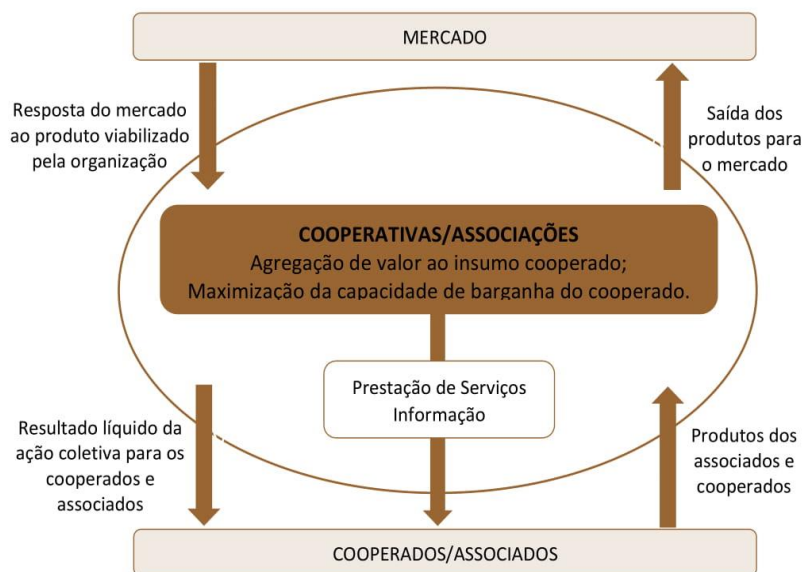 MERCADO
Resposta do mercado
ao produto viabilizado
pela organização
Saída dos
produtos para
o mercado
COOPERATIVAS/ASSOCIAÇÕES
Agregação de valor ao insumo cooperado;
Maximização da capacidade de barganha do cooperado.
Prestação de Serviços
Informação
Resultado líquido da
ação coletiva para os
cooperados e
associados
Produtos dos
associados e
cooperados
COOPERADOS/ASSOCIADOS